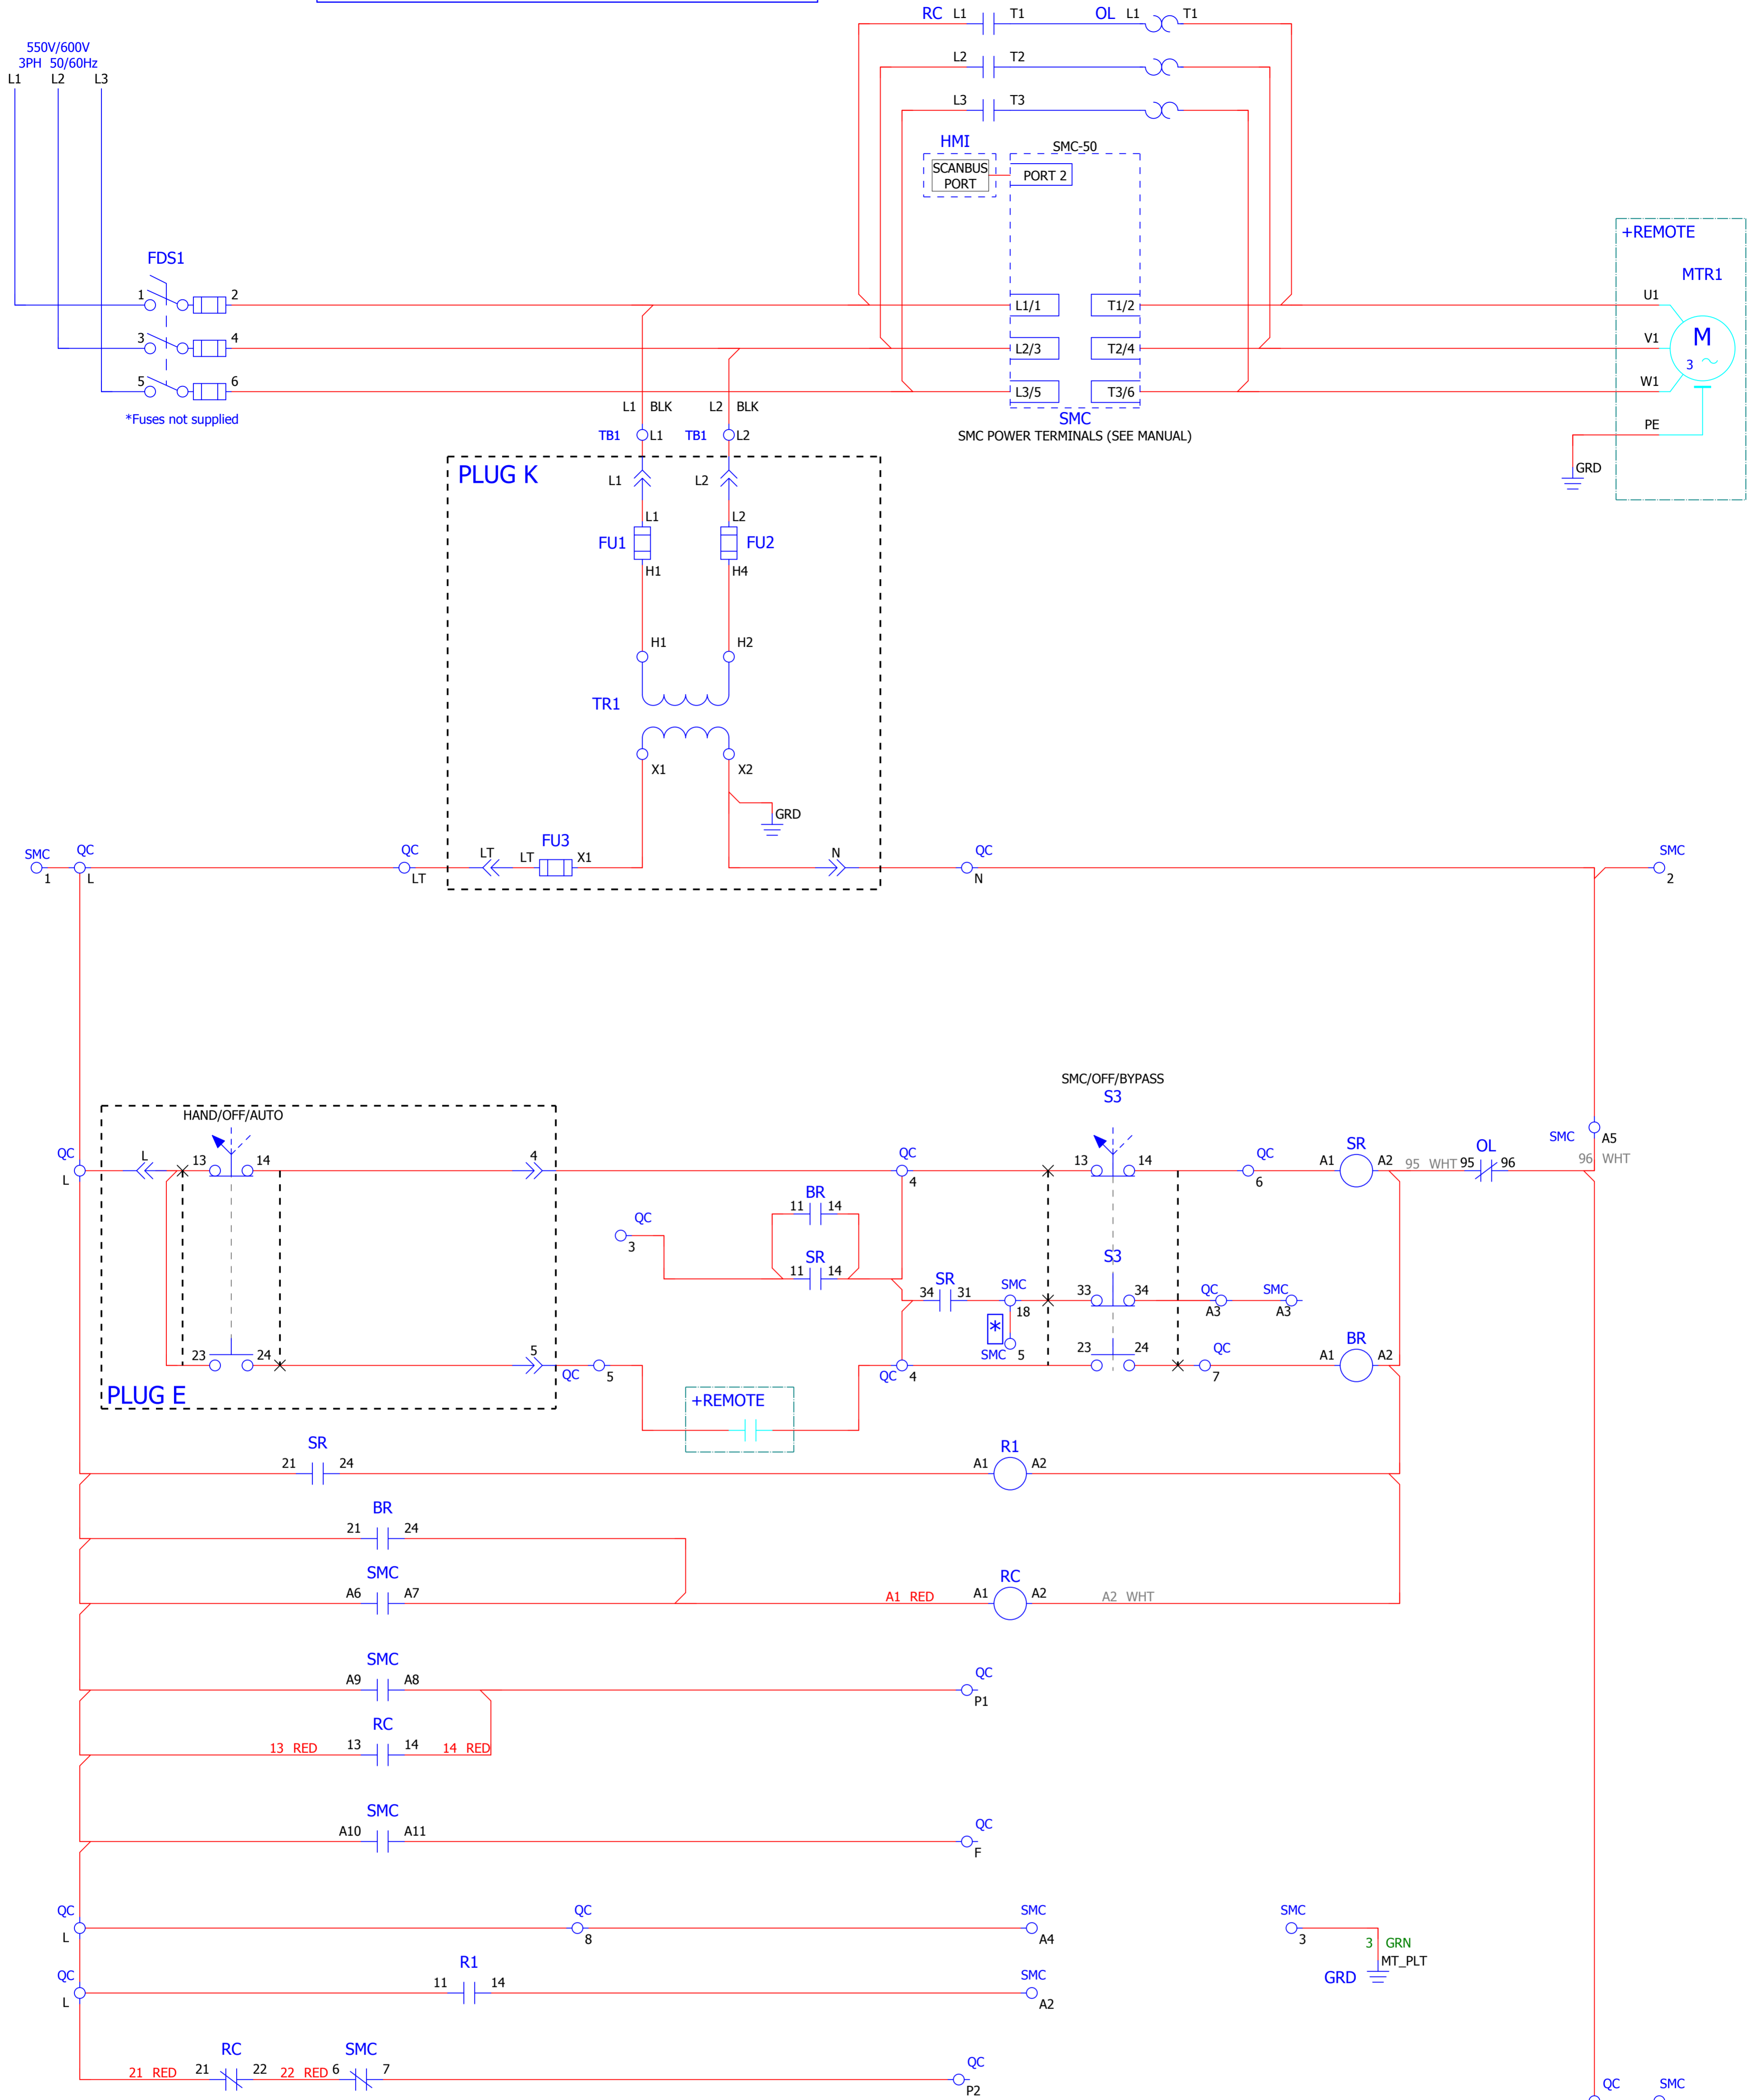 RC L1 T1 OL L1 T1
550V/600V
3PH 50/60Hz
L1 L2 L3
L2 T2
L3 T3
HMI
SMC-50
SCANBUS
PORT
PORT 2
+REMOTE
MTR1
FDS1
1 2
L1/1 T1/2
U1
3 4
L2/3 T2/4
V1
M
3
5 6
L3/5 T3/6
W1
*Fuses not supplied
SMC
SMC POWER TERMINALS (SEE MANUAL)
PE
GRD
L1 BLK L2 BLK
TB1 L1 TB1 L2
PLUG K
L1 L2
L1 L2
FU1 FU2
H1 H4
H1 H2
TR1
X1 X2
GRD
SMC
1
QC
L
QC
LT
LT
FU3
LT X1
N
QC
N
SMC
2
SMC/OFF/BYPASS
S3
HAND/OFF/AUTO
SMC A5
QC
L
L
13 14
4
QC
4
13 14
QC
6
SR
A1 A2
95 WHT
OL
95 96
96 WHT
BR
11 14
QC
3
SR
11 14
SR
34 31
SMC
18
S3
33 34
QC
A3
SMC
A3
*
SMC 5
23 24
5
QC 5
QC 4
23 24
QC
7
BR
A1 A2
PLUG E
+REMOTE
SR
21 24
R1
A1 A2
BR
21 24
SMC
A6 A7
A1 RED
RC
A1 A2
A2 WHT
SMC
A9 A8
QC
P1
RC
13 RED 13 14 14 RED
SMC
A10 A11
QC
F
QC
L
QC
8
SMC
A4
SMC
3
3 GRN
MT_PLT
GRD
QC
L
R1
11 14
SMC
A2
RC SMC
21 RED 21 22 22 RED 6 7
QC
P2
QC SMC